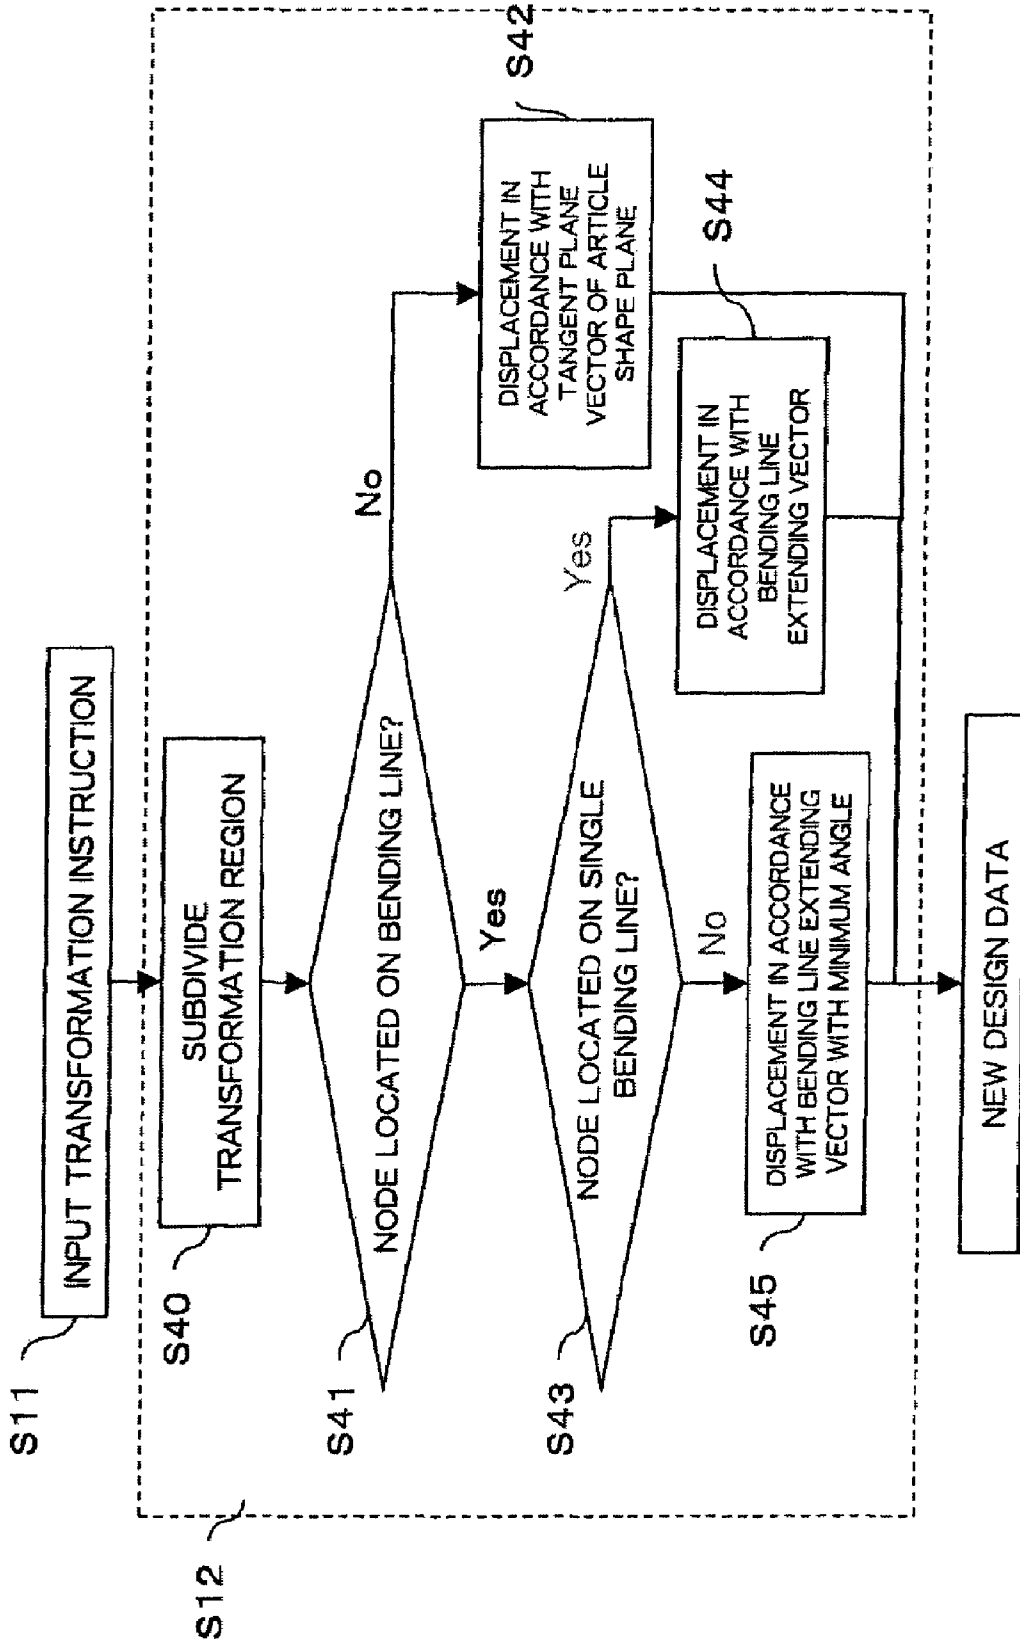 S11
INPUT TRANSFORMATION INSTRUCTION
S12
S40
SUBDIVIDE
TRANSFORMATION REGION
S41
NODE LOCATED ON BENDING LINE?
No
Yes
S42
DISPLACEMENT IN
ACCORDANCE WITH
TANGENT PLANE
VECTOR OF ARTICLE
SHAPE PLANE
S43
NODE LOCATED ON SINGLE
BENDING LINE?
Yes
No
S44
DISPLACEMENT IN
ACCORDANCE WITH
BENDING LINE
EXTENDING VECTOR
S45
DISPLACEMENT IN ACCORDANCE
WITH BENDING LINE EXTENDING
VECTOR WITH MINIMUM ANGLE
NEW DESIGN DATA